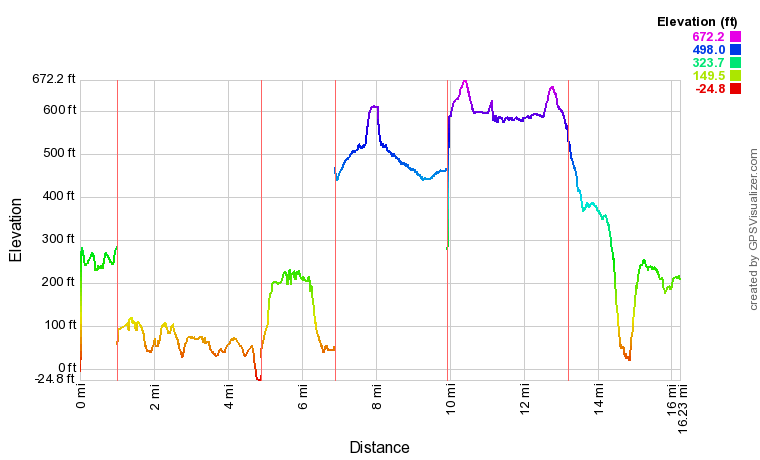 Elevation (ft)
672.2
498.0
323.7
149.5
-24.8
672.2 ft
600 ft
500 ft
400 ft
300 ft
200 ft
100 ft
0 ft
-24.8 ft
Elevation
0 mi
2 mi
4 mi
6 mi
8 mi
10 mi
12 mi
14 mi
16 mi
16.23 mi
Distance
created by GPSVisualizer.com